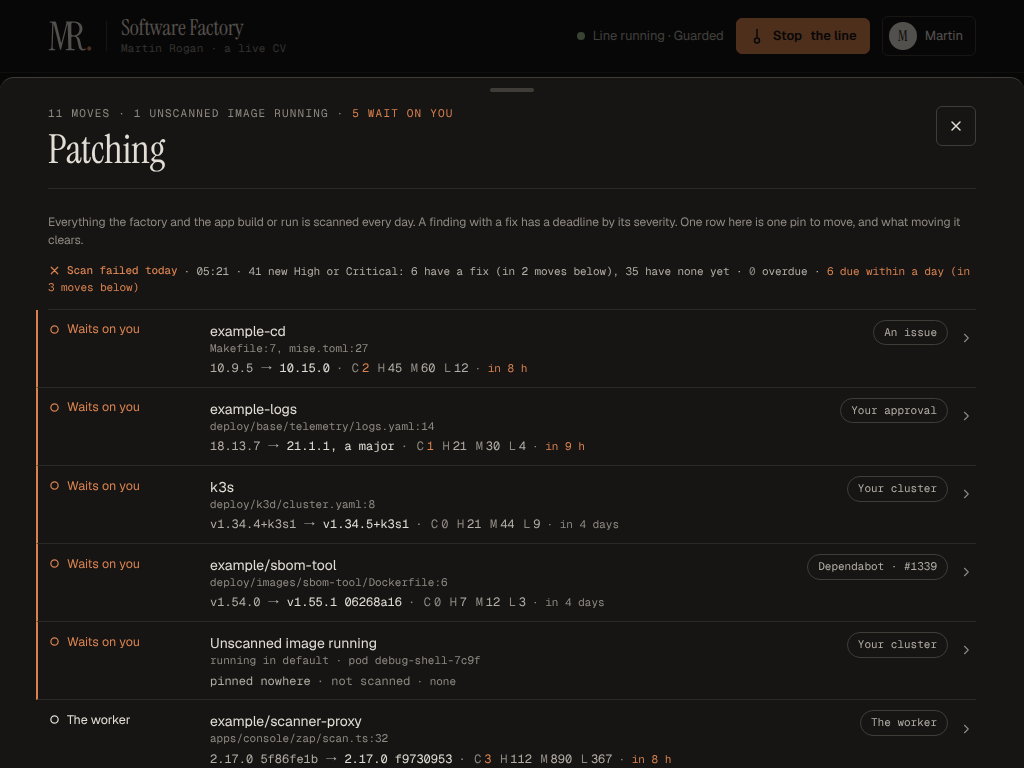 MR.
Software Factory
Martin Rogan · a live CV
Line running · Guarded
Stop the line
M
Martin
11 MOVES · 1 UNSCANNED IMAGE RUNNING · 5 WAIT ON YOU
Patching
Everything the factory and the app build or run is scanned every day. A finding with a fix has a deadline by its severity. One row here is one pin to move, and what moving it
clears.
Scan failed today · 05:21 · 41 new High or Critical: 6 have a fix (in 2 moves below), 35 have none yet · 0 overdue · 6 due within a day (in
3 moves below)
Waits on you
example-cd
An issue
Makefile:7, mise.toml:27
10.9.5 → 10.15.0 · C 2 H 45 M 60 L 12 · in 8 h
Waits on you
example-logs
Your approval
deploy/base/telemetry/logs.yaml:14
18.13.7 → 21.1.1, a major · C 1 H 21 M 30 L 4 · in 9 h
Waits on you
k3s
Your cluster
deploy/k3d/cluster.yaml:8
v1.34.4+k3s1 → v1.34.5+k3s1 · C 0 H 21 M 44 L 9 · in 4 days
Waits on you
example/sbom-tool
Dependabot · #1339
deploy/images/sbom-tool/Dockerfile:6
v1.54.0 → v1.55.1 06268a16 · C 0 H 7 M 12 L 3 · in 4 days
Waits on you
Unscanned image running
Your cluster
running in default · pod debug-shell-7c9f
pinned nowhere · not scanned · none
The worker
example/scanner-proxy
The worker
apps/console/zap/scan.ts:32
2.17.0 5f86fe1b → 2.17.0 f9730953 · C 3 H 112 M 890 L 367 · in 8 h